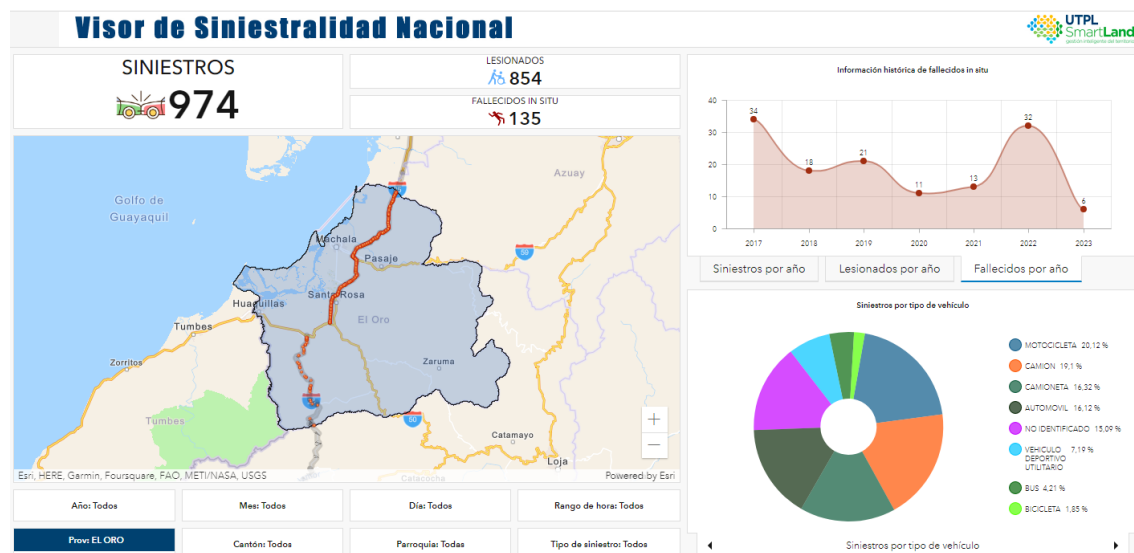 Visor de Siniestralidad Nacional
UTPL
SmartLand
gestión inteligente del territorio
SINIESTROS
974
LESIONADOS
854
FALLECIDOS IN SITU
135
Golfo de
Guayaquil
Azuay
Machala
Pasaje
50
Santa Rosa
Huaquillas
El Oro
Tumbes
Zorritos
Zaruma
Tumbes
50
Catamayo
Loja
Catacocha
+
−
Esri, HERE, Garmin, Foursquare, FAO, METI/NASA, USGS
Powered by Esri
Año: Todos
Mes: Todos
Día: Todos
Rango de hora: Todos
Prov: EL ORO
Cantón: Todos
Parroquia: Todas
Tipo de siniestro: Todos
Información histórica de fallecidos in situ
40
30
20
10
0
34
18
21
11
13
32
6
2017
2018
2019
2020
2021
2022
2023
Siniestros por año
Lesionados por año
Fallecidos por año
Siniestros por tipo de vehículo
MOTOCICLETA 20,12 %
CAMION 19,1 %
CAMIONETA 16,32 %
AUTOMOVIL 16,12 %
NO IDENTIFICADO 15,09 %
VEHICULO 7,19 %
DEPORTIVO
UTILITARIO
BUS 4,21 %
BICICLETA 1,85 %
Siniestros por tipo de vehículo